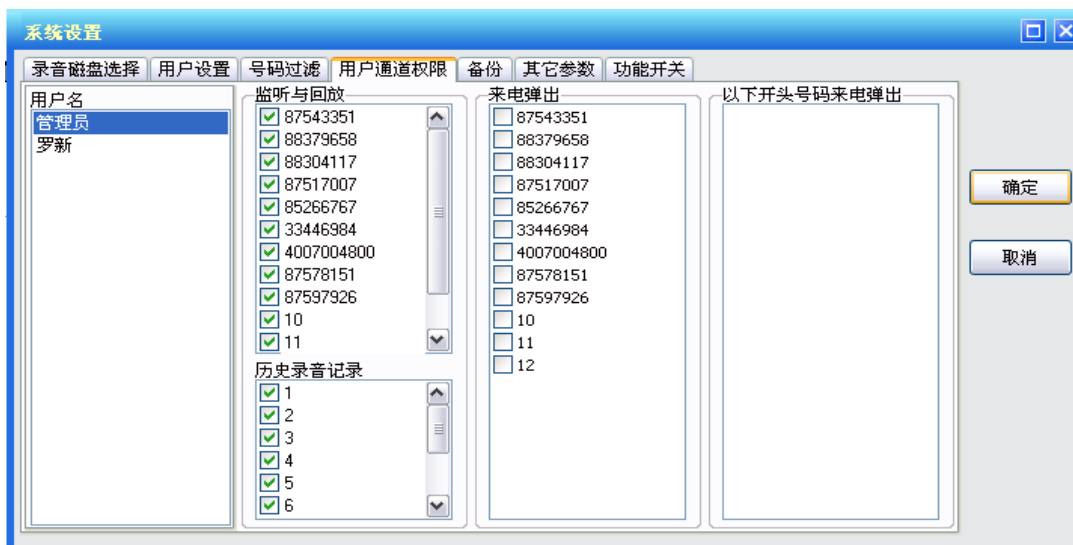 系统设置
录音磁盘选择 用户设置 号码过滤 用户通道权限 备份 其它参数 功能开关
用户名
管理员
罗新
监听与回放
87543351
88379658
88304117
87517007
85266767
33446984
4007004800
87578151
87597926
10
11
历史录音记录
1
2
3
4
5
6
来电弹出
87543351
88379658
88304117
87517007
85266767
33446984
4007004800
87578151
87597926
10
11
12
以下开头号码来电弹出
确定
取消